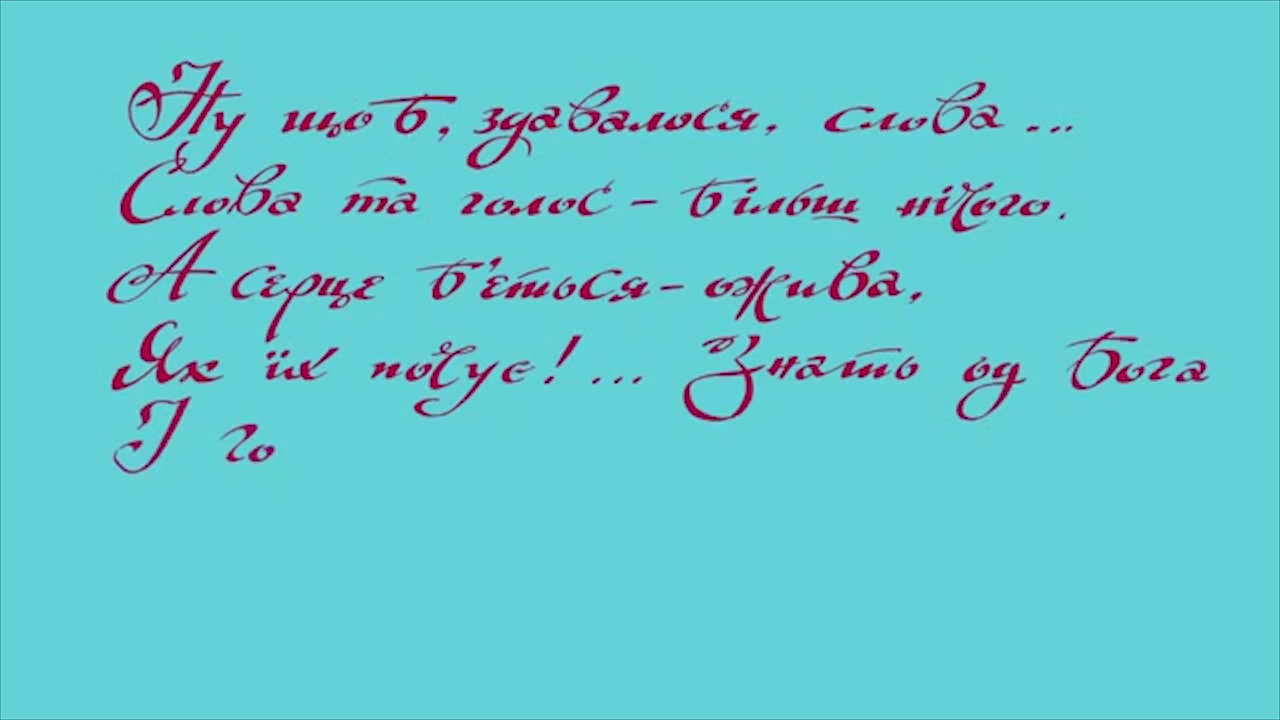 Ну що б, здавалося, слова...
Слова та голос – більш нічого.
А серце б'ється – ожива,
Як їх почує!... Знать од Бога
І го